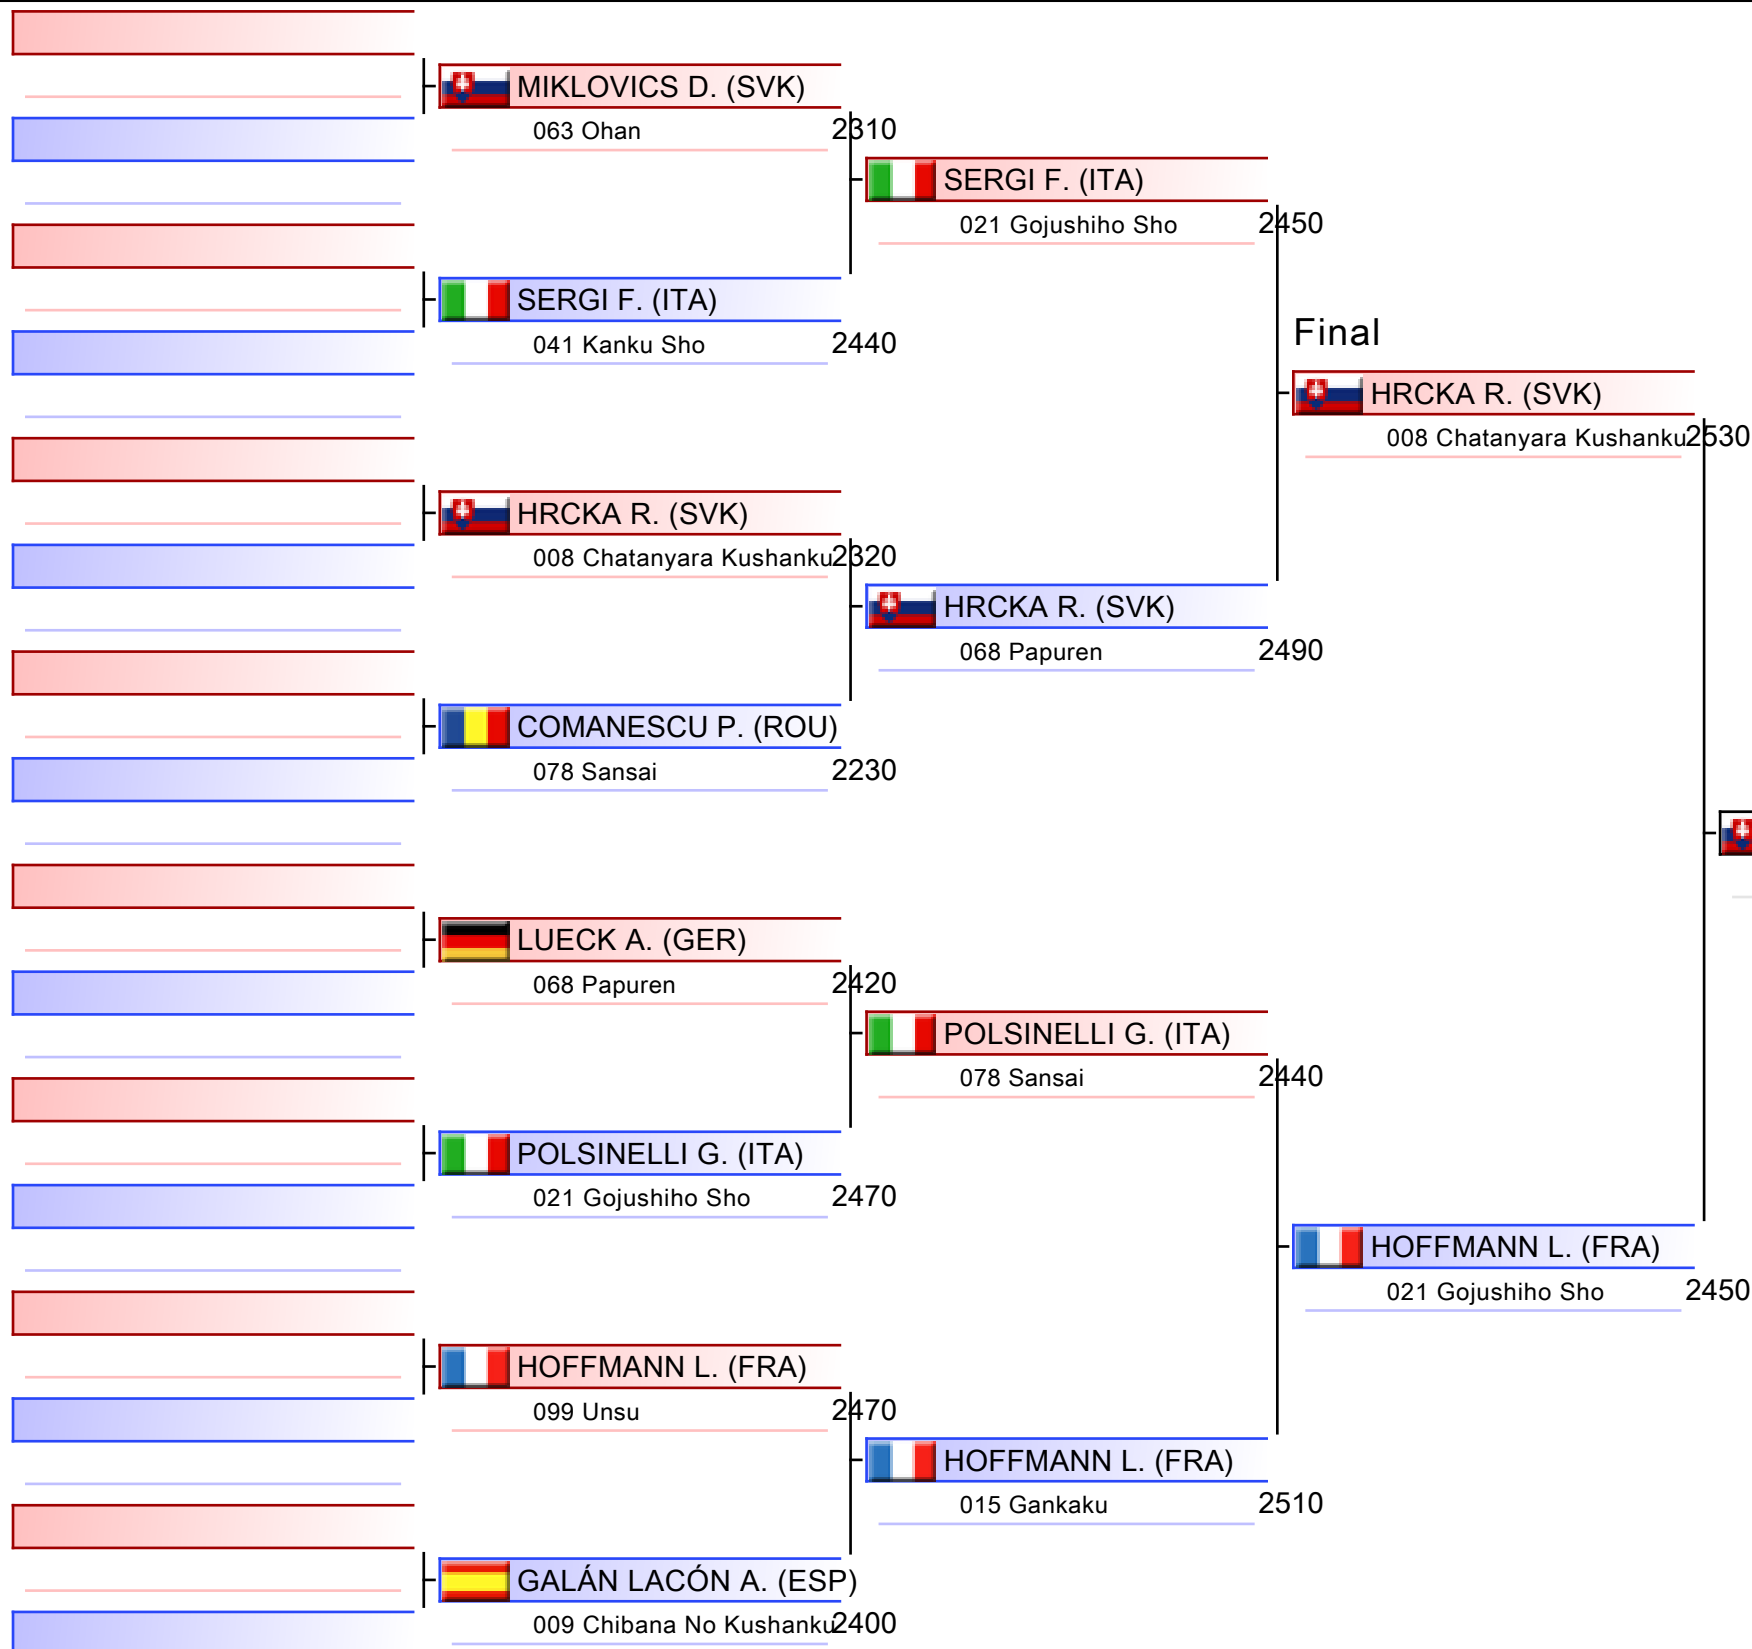 MIKLOVICS D. (SVK)
063 Ohan 2310
SERGI F. (ITA)
041 Kanku Sho 2440
HRCKA R. (SVK)
008 Chatanyara Kushanku 2320
COMANESCU P. (ROU)
078 Sansai 2230
LUECK A. (GER)
068 Papuren 2420
POLSINELLI G. (ITA)
021 Gojushiho Sho 2470
HOFFMANN L. (FRA)
099 Unsu 2470
GALÁN LACÓN A. (ESP)
009 Chibana No Kushanku 2400
SERGI F. (ITA)
021 Gojushiho Sho 2450
HRCKA R. (SVK)
068 Papuren 2490
POLSINELLI G. (ITA)
078 Sansai 2440
HOFFMANN L. (FRA)
015 Gankaku 2510
Final
HRCKA R. (SVK)
008 Chatanyara Kushanku 2530
HOFFMANN L. (FRA)
021 Gojushiho Sho 2450